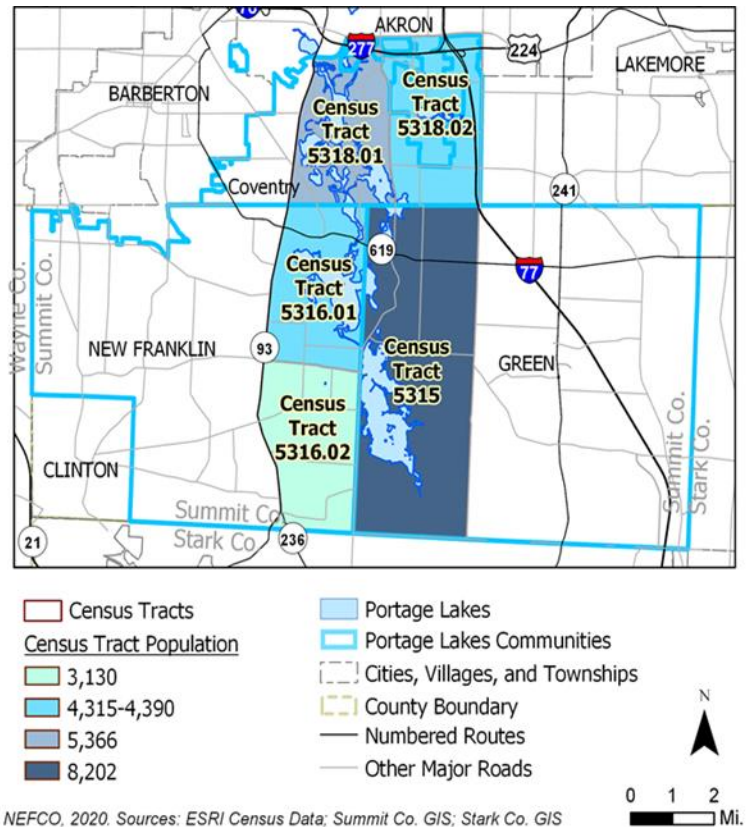 76
AKRON
277
224
LAKEMORE
BARBERTON
Census
Tract
5318.01
Census
Tract
5318.02
Coventry
241
619
Census
Tract
5316.01
77
Wayne Co.
Summit Co.
NEW FRANKLIN
93
Census
Tract
5315
GREEN
Census
Tract
5316.02
CLINTON
Summit Co.
Stark Co.
Summit Co.
Stark Co.
21
236
Census Tracts
Census Tract Population
3,130
4,315-4,390
5,366
8,202
Portage Lakes
Portage Lakes Communities
Cities, Villages, and Townships
County Boundary
Numbered Routes
Other Major Roads
N
0 1 2
Mi.
NEFCO, 2020. Sources: ESRI Census Data; Summit Co. GIS; Stark Co. GIS